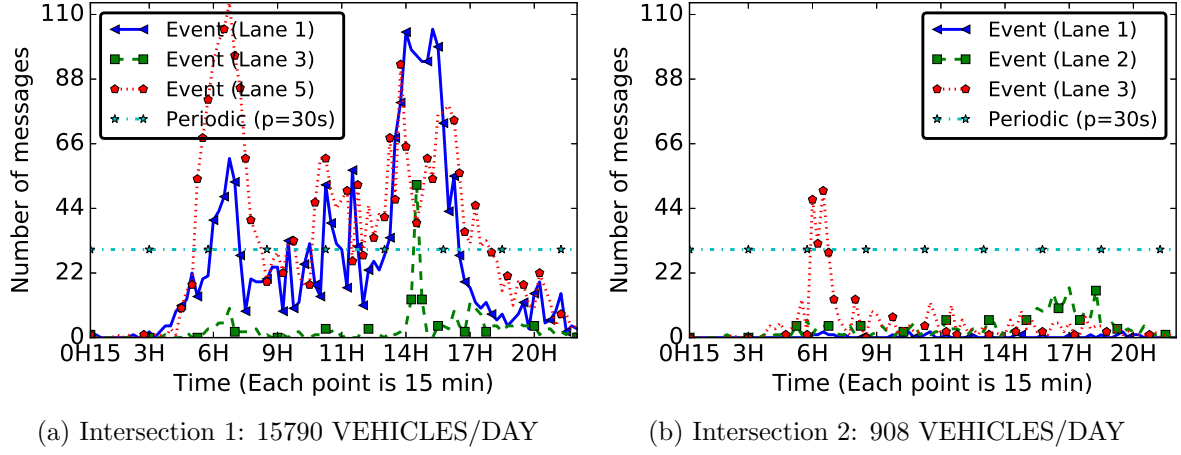 110
88
66
44
22
0
Number of messages
Event (Lane 1)
Event (Lane 3)
Event (Lane 5)
Periodic (p=30s)
0H15 3H 6H 9H 11H 14H 17H 20H
Time (Each point is 15 min)
(a) Intersection 1: 15790 VEHICLES/DAY
110
88
66
44
22
0
Number of messages
Event (Lane 1)
Event (Lane 2)
Event (Lane 3)
Periodic (p=30s)
0H15 3H 6H 9H 11H 14H 17H 20H
Time (Each point is 15 min)
(b) Intersection 2: 908 VEHICLES/DAY